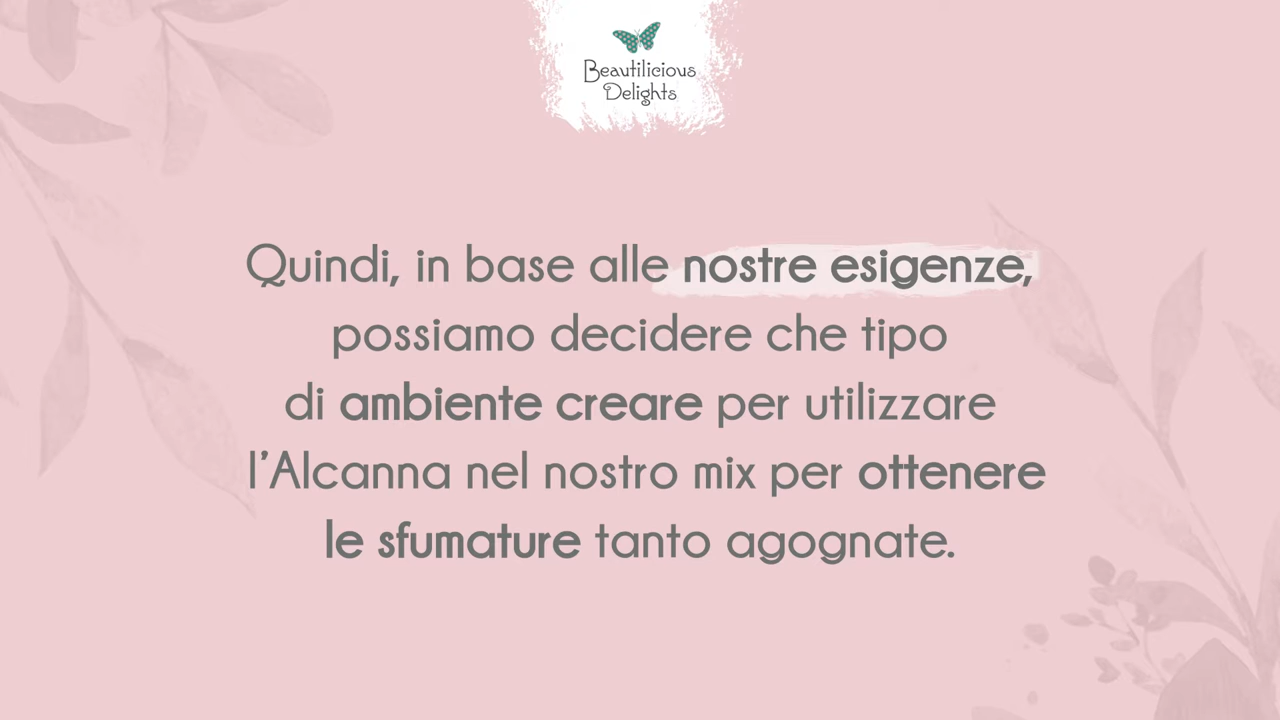 Beautilicious
Delights
Quindi, in base alle nostre esigenze,
possiamo decidere che tipo
di ambiente creare per utilizzare
l’Alcanna nel nostro mix per ottenere
le sfumature tanto agognate.